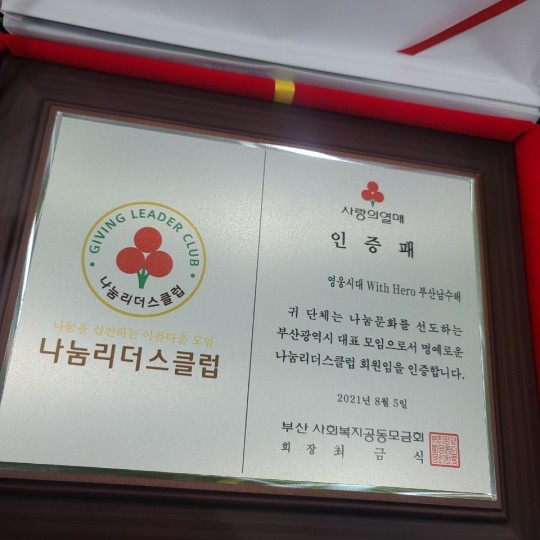 GIVING LEADER CLUB
나눔리더스클럽
나눔을 실천하는 아름다운 모임
나눔리더스클럽
사랑의열매
인증패
영웅시대 With Hero 부산남수해
귀 단체는 나눔문화를 선도하는
부산광역시 대표 모임으로서 명예로운
나눔리더스클럽 회원임을 인증합니다.
2021년 8월 5일
부산 사회복지공동모금회
회장 최금식